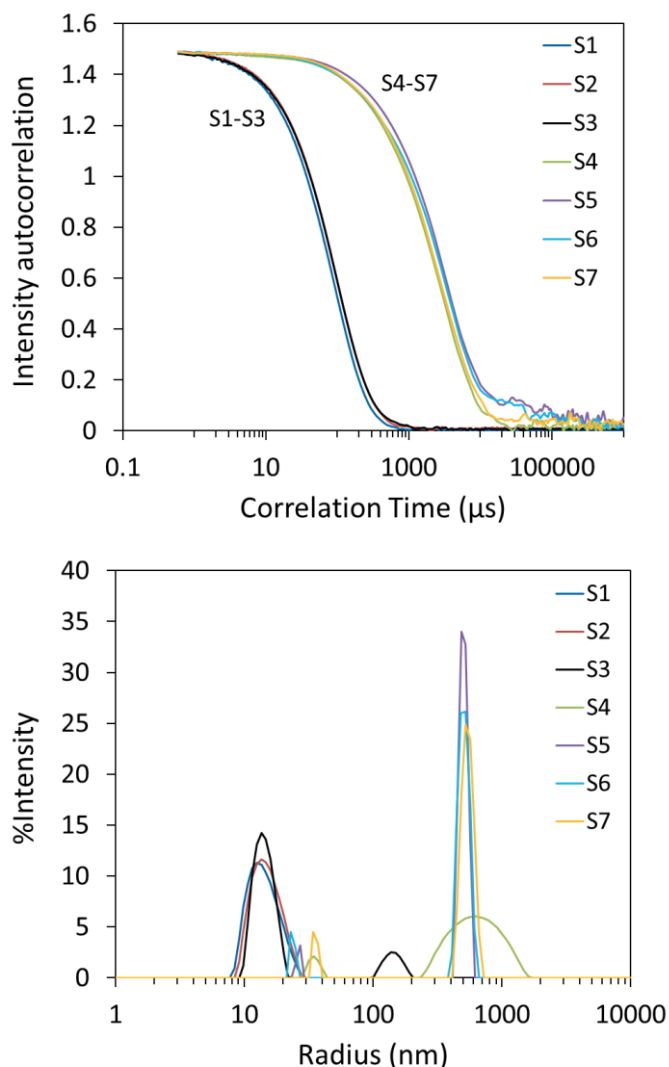 1.6
1.4
1.2
1
0.8
0.6
0.4
0.2
0
Intensity autocorrelation
S1-S3
S4-S7
S1
S2
S3
S4
S5
S6
S7
0.1 10 1000 100000
Correlation Time (μs)
40
35
30
25
20
15
10
5
0
%Intensity
S1
S2
S3
S4
S5
S6
S7
1 10 100 1000 10000
Radius (nm)